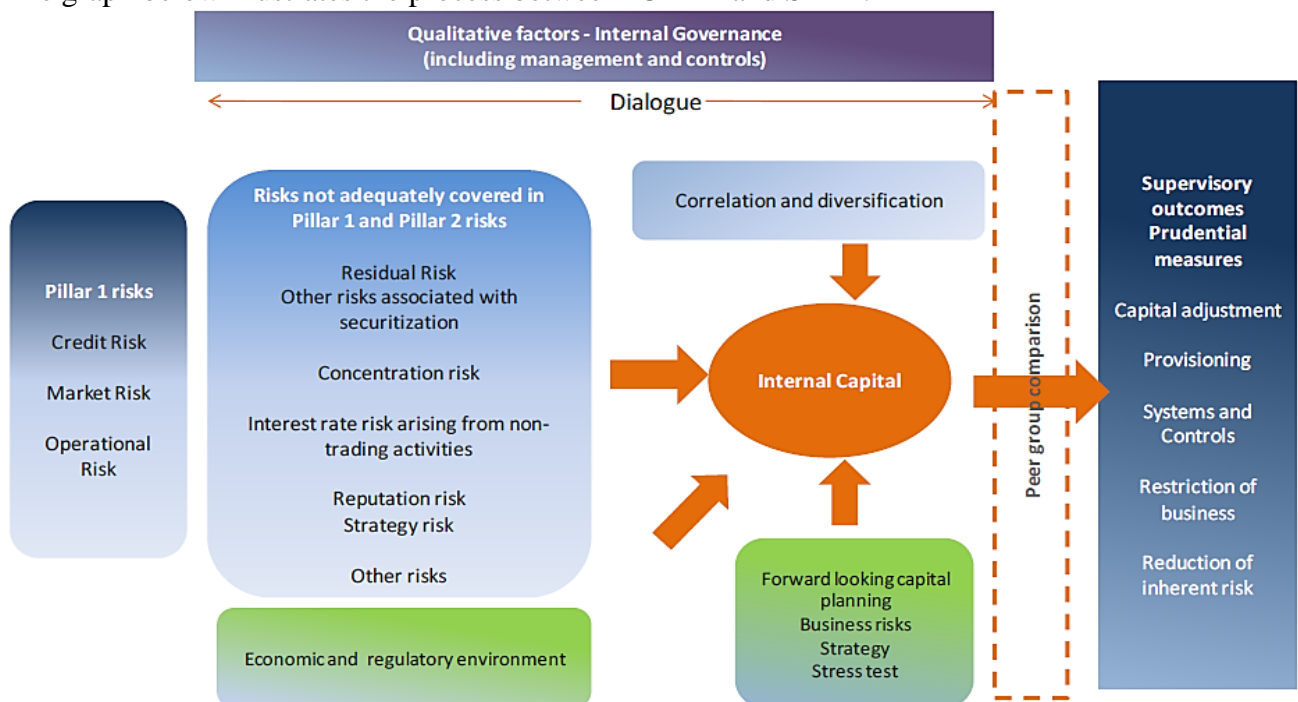 Qualitative factors - Internal Governance
(including management and controls)
Dialogue
Pillar 1 risks
Credit Risk
Market Risk
Operational
Risk
Risks not adequately covered in
Pillar 1 and Pillar 2 risks
Residual Risk
Other risks associated with
securitization
Concentration risk
Interest rate risk arising from non-
trading activities
Reputation risk
Strategy risk
Other risks
Economic and regulatory environment
Correlation and diversification
Internal Capital
Forward looking capital
planning
Business risks
Strategy
Stress test
Peer group comparison
Supervisory
outcomes
Prudential
measures
Capital adjustment
Provisioning
Systems and
Controls
Restriction of
business
Reduction of
inherent risk